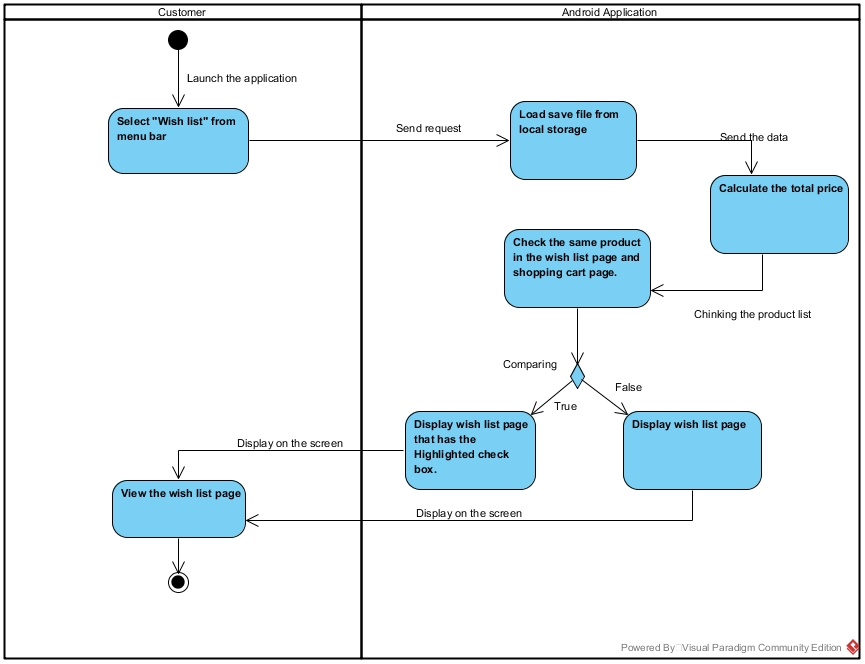 Customer
Android Application
Launch the application
Select "Wish list" from
menu bar
Send request
Load save file from
local storage
Send the data
Calculate the total price
Check the same product
in the wish list page and
shopping cart page.
Chinking the product list
Comparing
True
False
Display wish list page
that has the
Highlighted check
box.
Display wish list page
Display on the screen
View the wish list page
Display on the screen
Powered By Visual Paradigm Community Edition